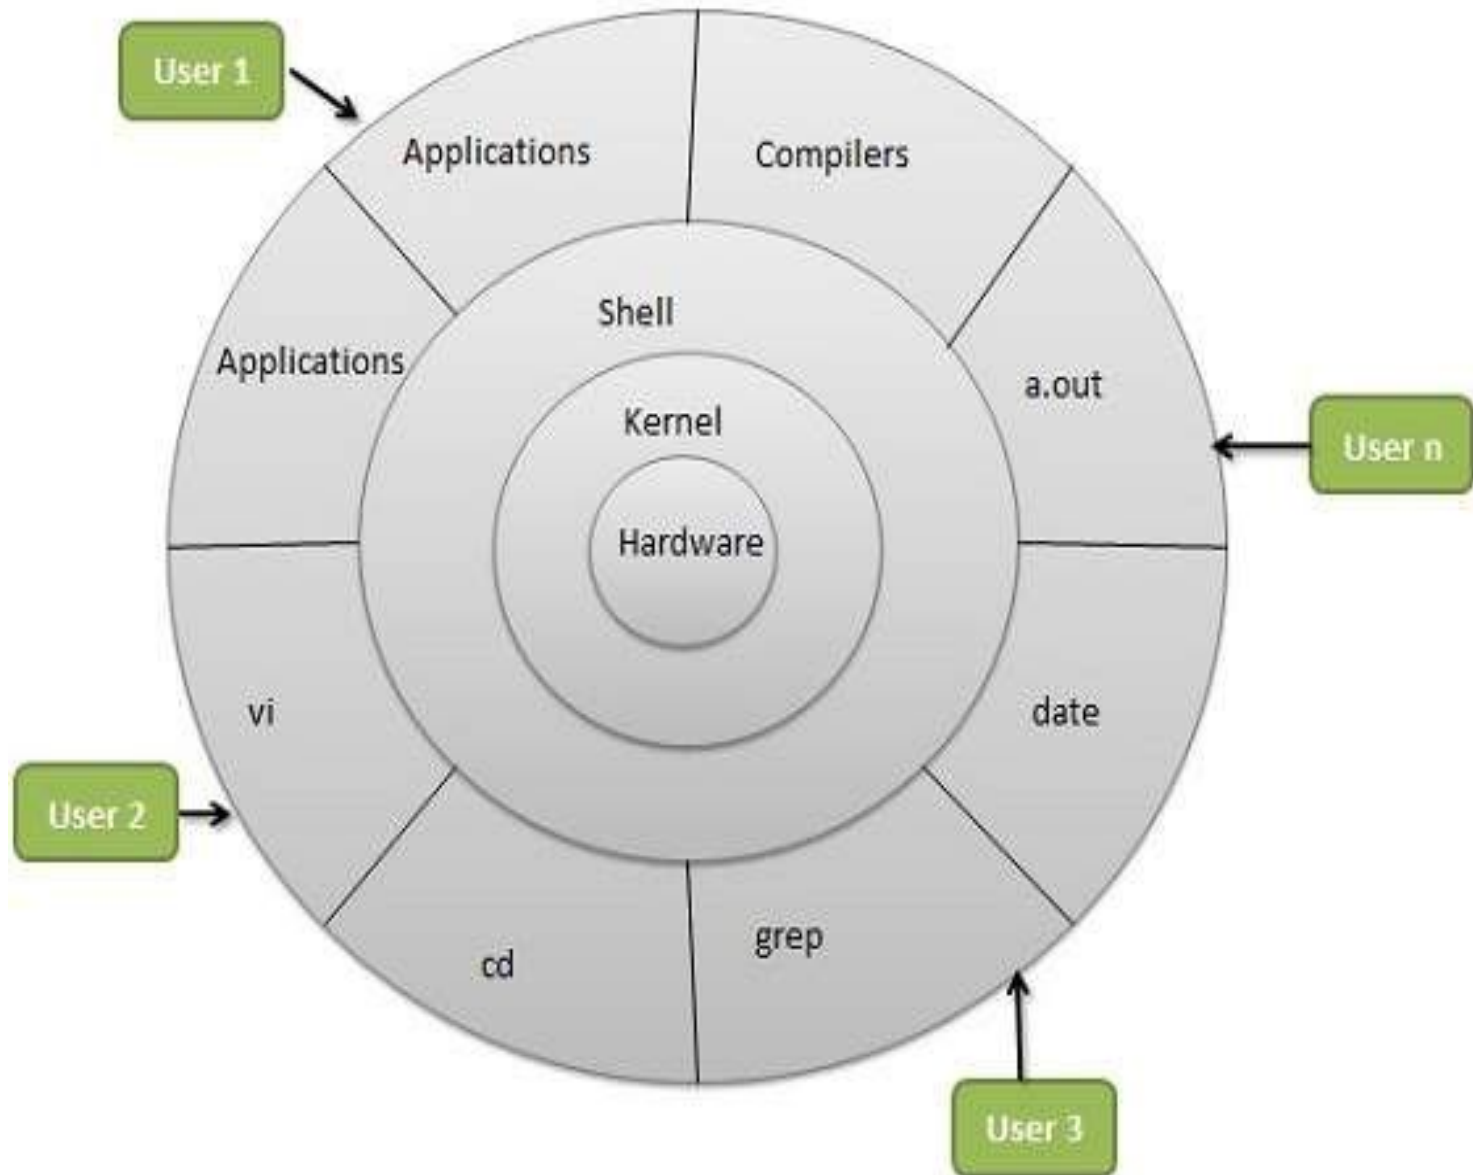 User 1
Applications
Compilers
Shell
Applications
a.out
Kernel
User n
Hardware
vi
date
User 2
grep
cd
User 3